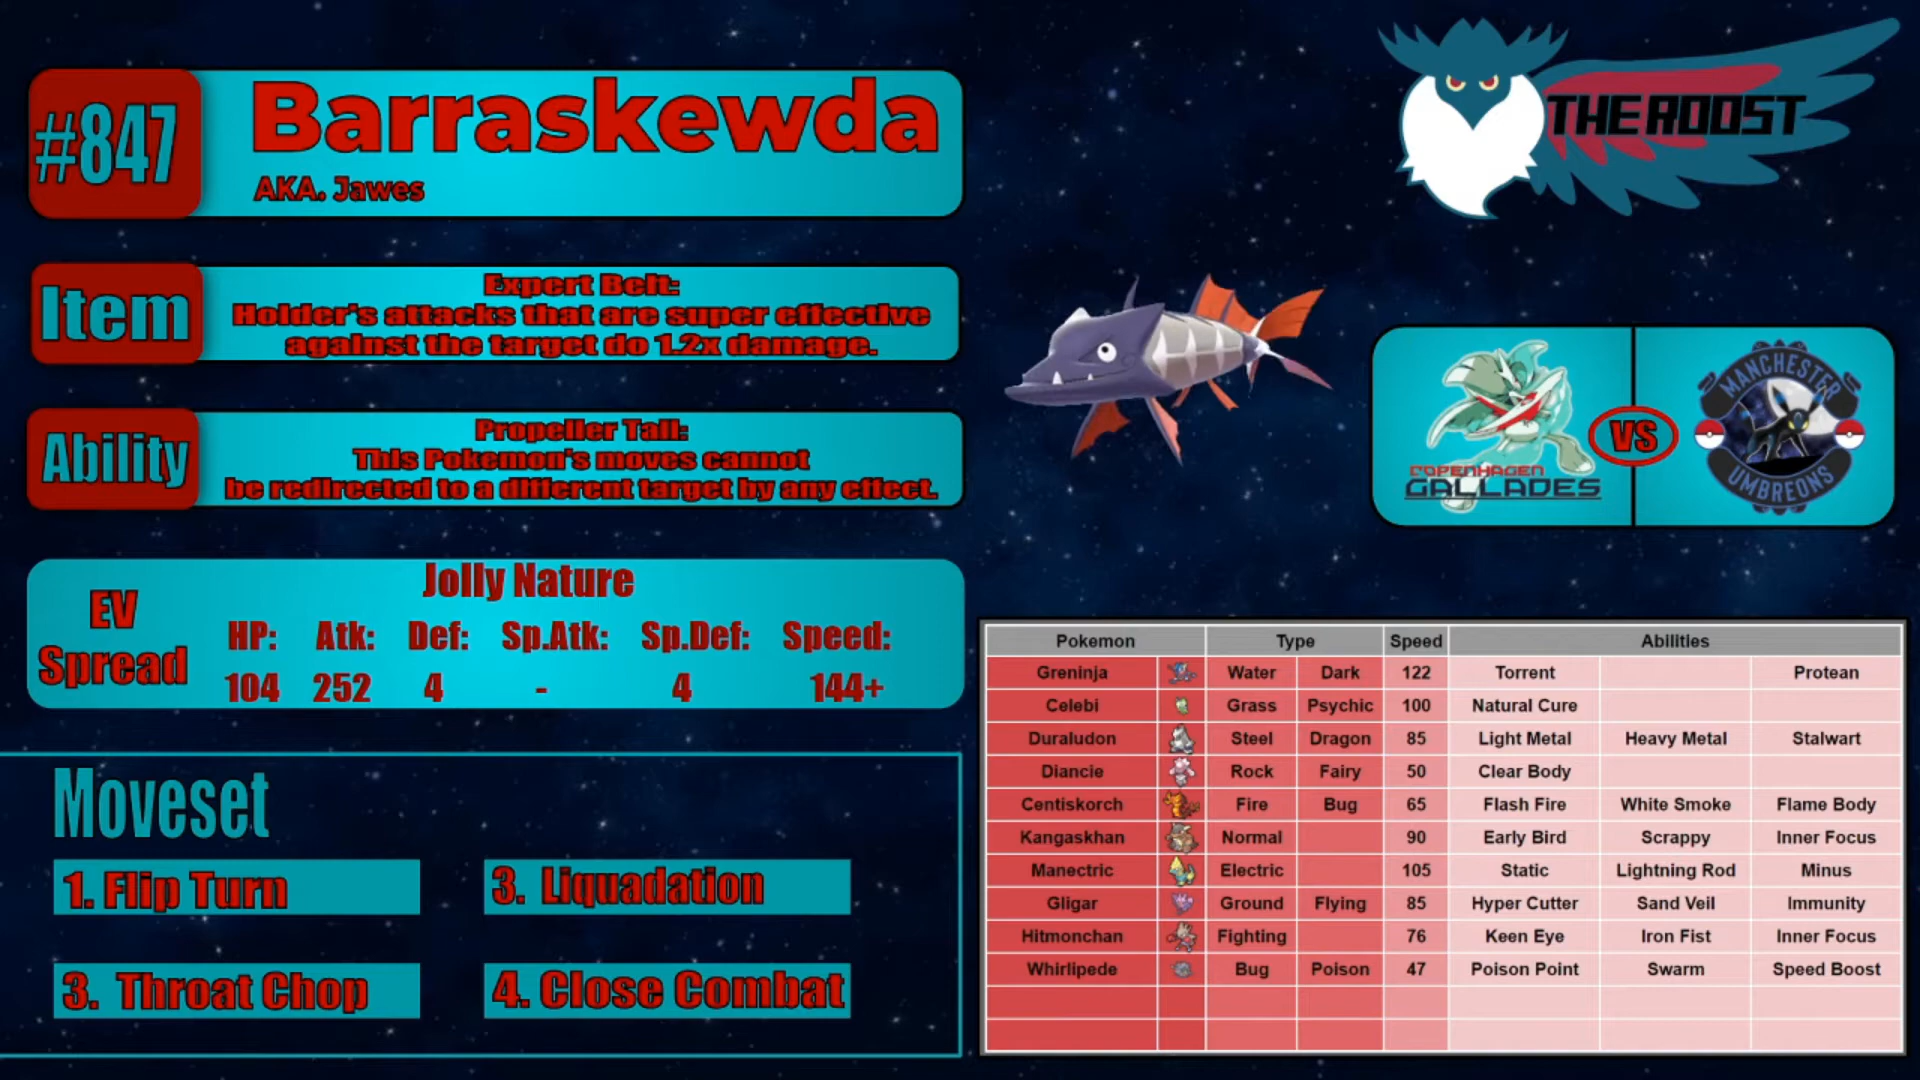 #847
Barraskewda
AKA. Jawes
THE ROOST
Item
Expert Belt:
Holder's attacks that are super effective
against the target do 1.2x damage.
Ability
Propeller Tail:
This Pokemon's moves cannot
be redirected to a different target by any effect.
COPENHAGEN
GALLADES
VS
MANCHESTER
UMBREONS
EV
Spread
Jolly Nature
HP: Atk: Def: Sp.Atk: Sp.Def: Speed:
104 252 4 - 4 144+
Moveset
1. Flip Turn
3. Liquadation
3. Throat Chop
4. Close Combat
Pokemon Type Speed Abilities
Greninja Water Dark 122 Torrent Protean
Celebi Grass Psychic 100 Natural Cure
Duraludon Steel Dragon 85 Light Metal Heavy Metal Stalwart
Diancie Rock Fairy 50 Clear Body
Centiskorch Fire Bug 65 Flash Fire White Smoke Flame Body
Kangaskhan Normal 90 Early Bird Scrappy Inner Focus
Manectric Electric 105 Static Lightning Rod Minus
Gligar Ground Flying 85 Hyper Cutter Sand Veil Immunity
Hitmonchan Fighting 76 Keen Eye Iron Fist Inner Focus
Whirlipede Bug Poison 47 Poison Point Swarm Speed Boost